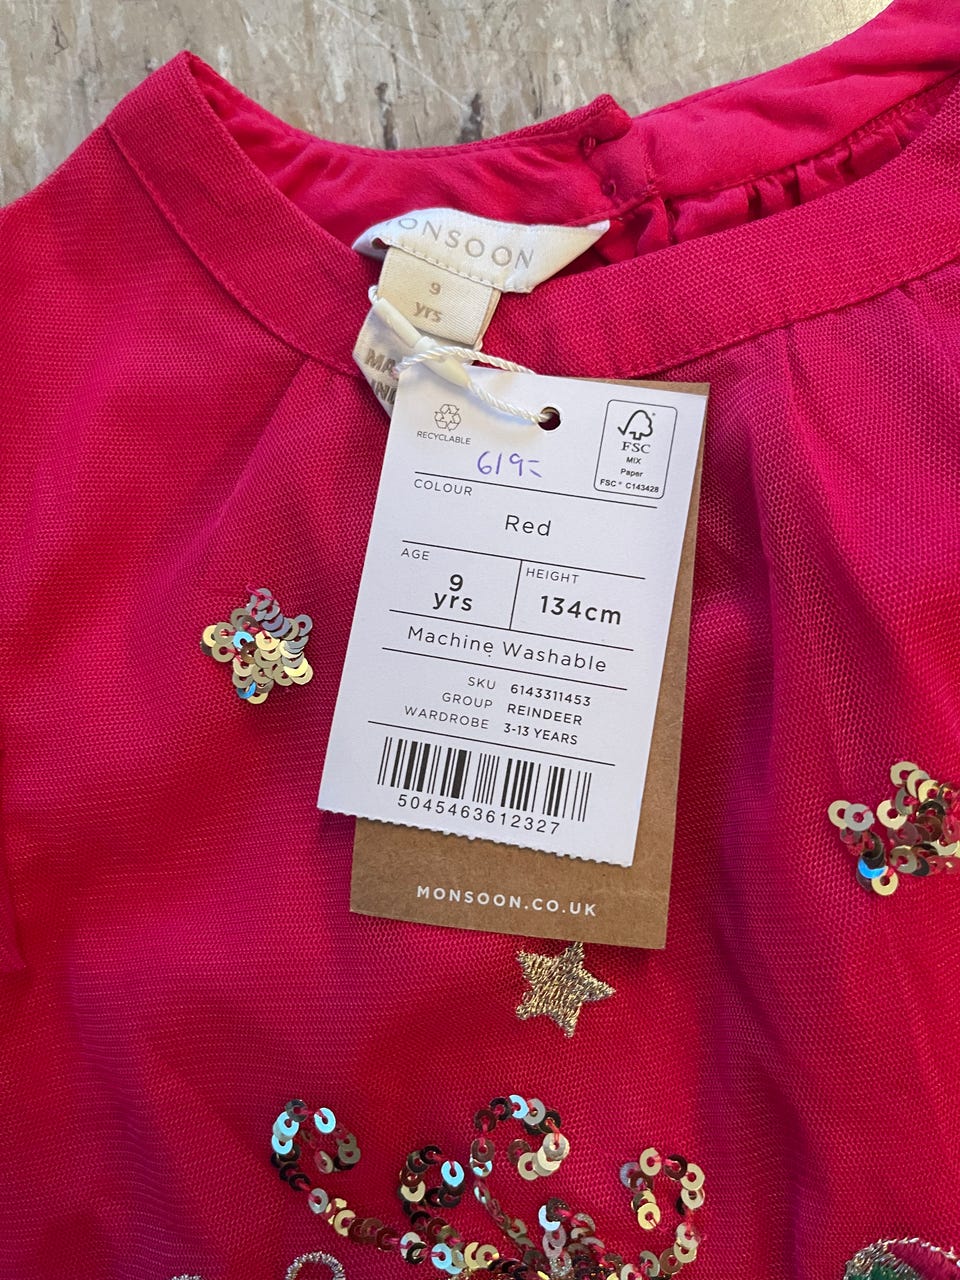 MONSOON
9
yrs
RECYCLABLE
FSC
MIX
Paper
FSC® C143428
619=
COLOUR
Red
AGE
9
yrs
HEIGHT
134cm
Machine Washable
SKU 6143311453
GROUP REINDEER
WARDROBE 3-13 YEARS
5045463612327
MONSOON.CO.UK